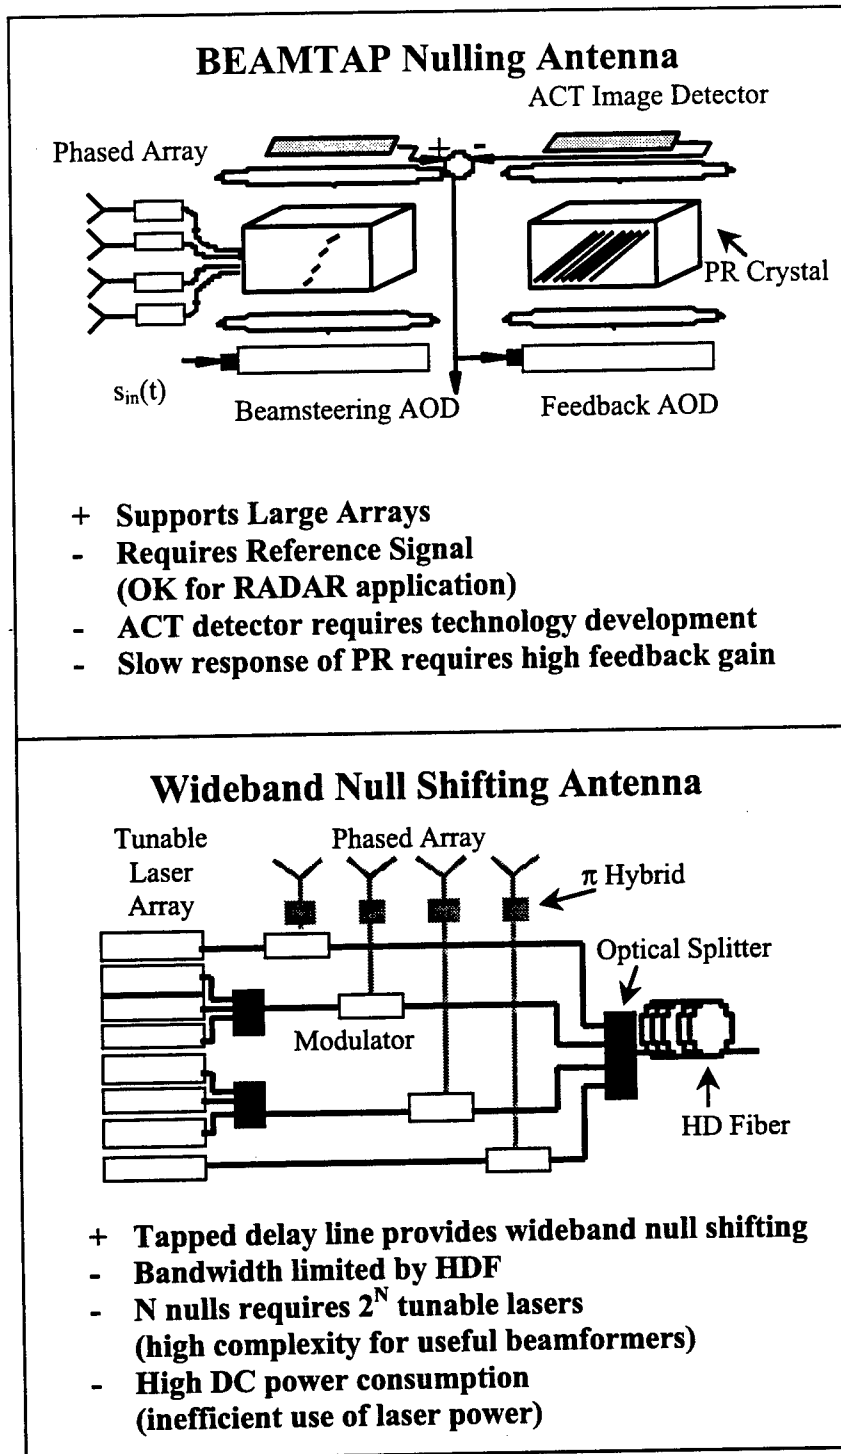 BEAMTAP Nulling Antenna
ACT Image Detector
Phased Array
+
-
PR Crystal
s_in(t)
Beamsteering AOD
Feedback AOD
+ Supports Large Arrays
- Requires Reference Signal
(OK for RADAR application)
- ACT detector requires technology development
- Slow response of PR requires high feedback gain
Wideband Null Shifting Antenna
Tunable
Laser
Array
Phased Array
π Hybrid
Optical Splitter
Modulator
HD Fiber
+ Tapped delay line provides wideband null shifting
- Bandwidth limited by HDF
- N nulls requires 2^N tunable lasers
(high complexity for useful beamformers)
- High DC power consumption
(inefficient use of laser power)